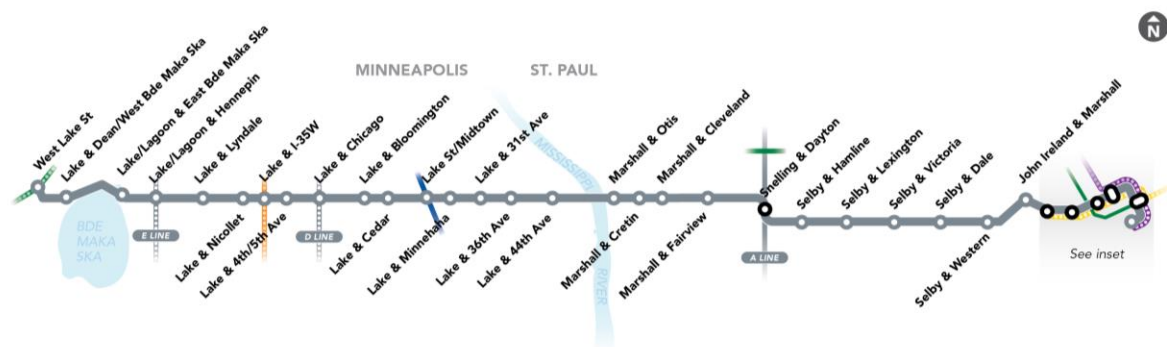 N
MINNEAPOLIS
ST. PAUL
West Lake St
Lake & Dean/West Bde Maka Ska
Lake/Lagoon & East Bde Maka Ska
Lake/Lagoon & Hennepin
Lake & Lyndale
Lake & I-35W
Lake & Chicago
Lake & Bloomington
Lake St/Midtown
Lake & 31st Ave
MISSISSIPPI
RIVER
Marshall & Otis
Marshall & Cleveland
Snelling & Dayton
Selby & Hamline
Selby & Lexington
Selby & Victoria
Selby & Dale
John Ireland & Marshall
BDE
MAKA
SKA
E LINE
Lake & Nicollet
Lake & 4th/5th Ave
D LINE
Lake & Cedar
Lake & Minnehaha
Lake & 36th Ave
Lake & 44th Ave
Marshall & Cretin
Marshall & Fairview
A LINE
Selby & Western
See inset